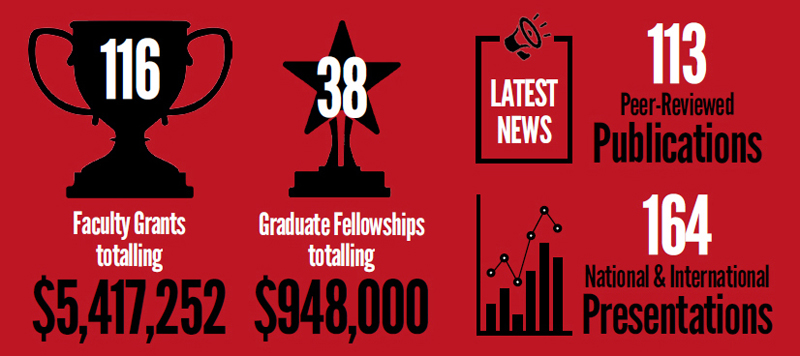 116
Faculty Grants
totalling
$5,417,252
38
Graduate Fellowships
totalling
$948,000
LATEST
NEWS
113
Peer-Reviewed
Publications
164
National & International
Presentations